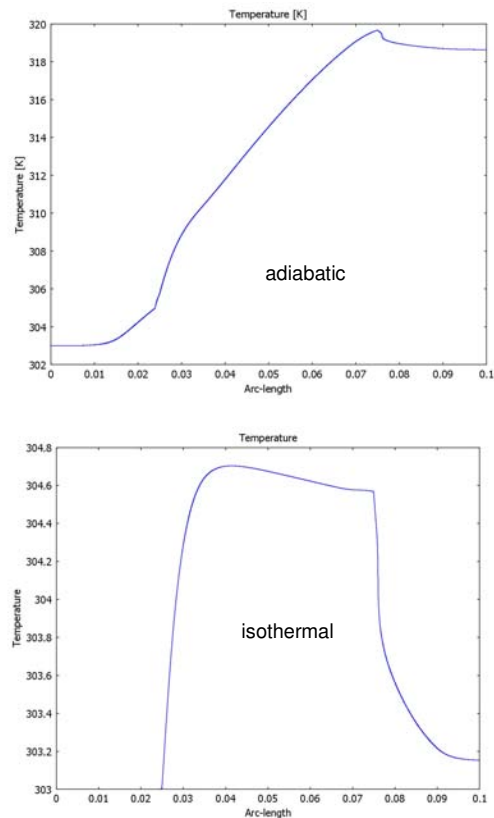 Temperature [K]
320
318
316
314
312
310
308
306
304
302
Temperature [K]
adiabatic
0 0.01 0.02 0.03 0.04 0.05 0.06 0.07 0.08 0.09 0.1
Arc-length
Temperature
304.8
304.6
304.4
304.2
304
303.8
303.6
303.4
303.2
303
Temperature
isothermal
0 0.01 0.02 0.03 0.04 0.05 0.06 0.07 0.08 0.09 0.1
Arc-length